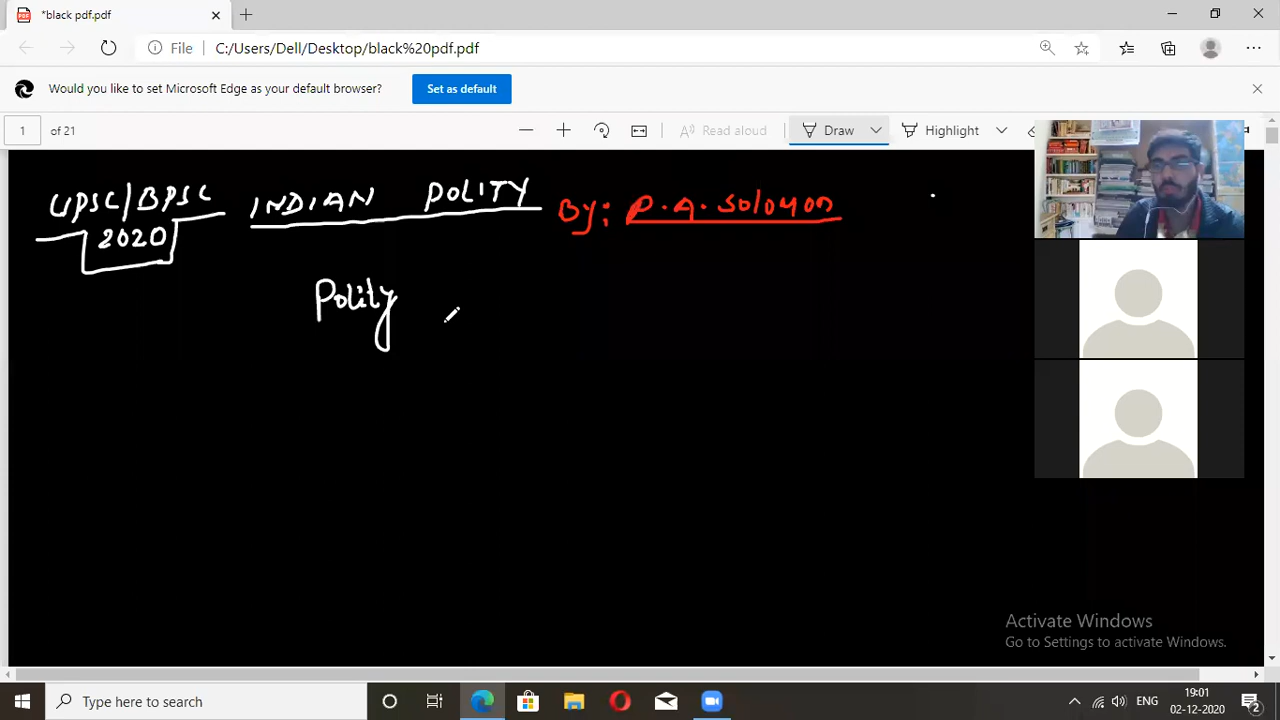 *black pdf.pdf
File C:/Users/Dell/Desktop/black%20pdf.pdf
Would you like to set Microsoft Edge as your default browser? Set as default
1 of 21 Read aloud Draw Highlight
UPSC/BPSC INDIAN POLITY By: P.A. Solomon
2020
Polity
Activate Windows
Go to Settings to activate Windows.
Type here to search
ENG 19:01
02-12-2020 2